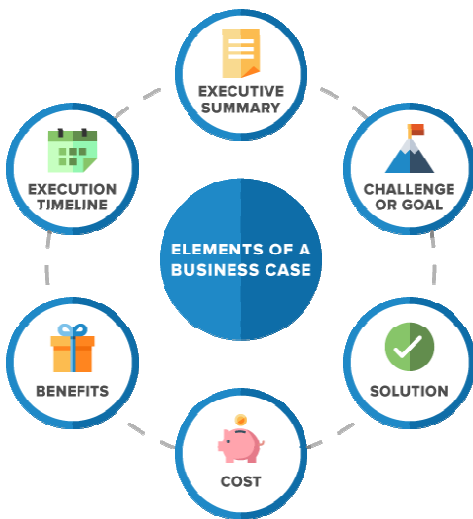 EXECUTIVE
SUMMARY
CHALLENGE
OR GOAL
SOLUTION
COST
BENEFITS
EXECUTION
TIMELINE
ELEMENTS OF A
BUSINESS CASE